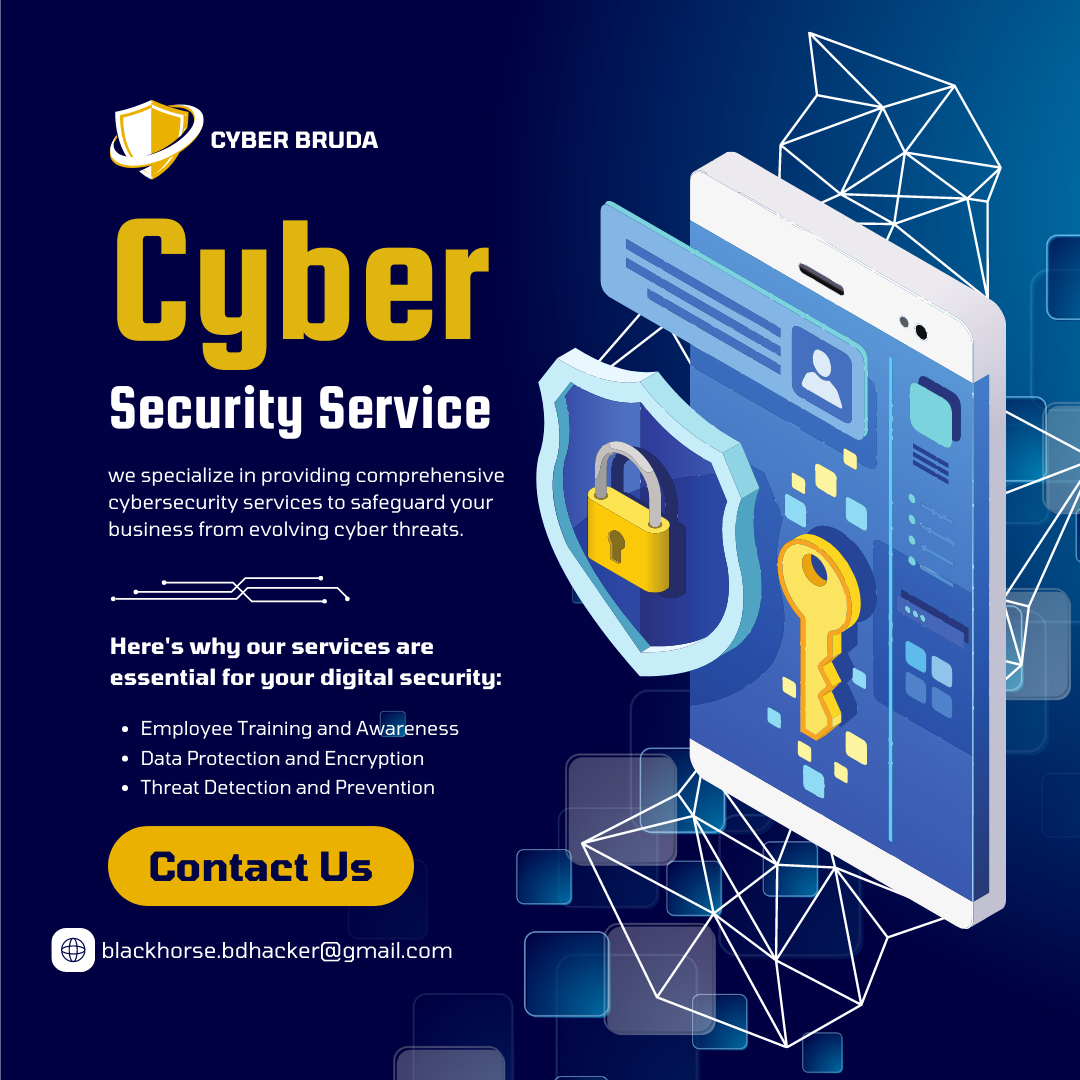 CYBER BRUDA
Cyber
Security Service
we specialize in providing comprehensive
cybersecurity services to safeguard your
business from evolving cyber threats.
Here's why our services are
essential for your digital security:
• Employee Training and Awareness
• Data Protection and Encryption
• Threat Detection and Prevention
Contact Us
blackhorse.bdhacker@gmail.com